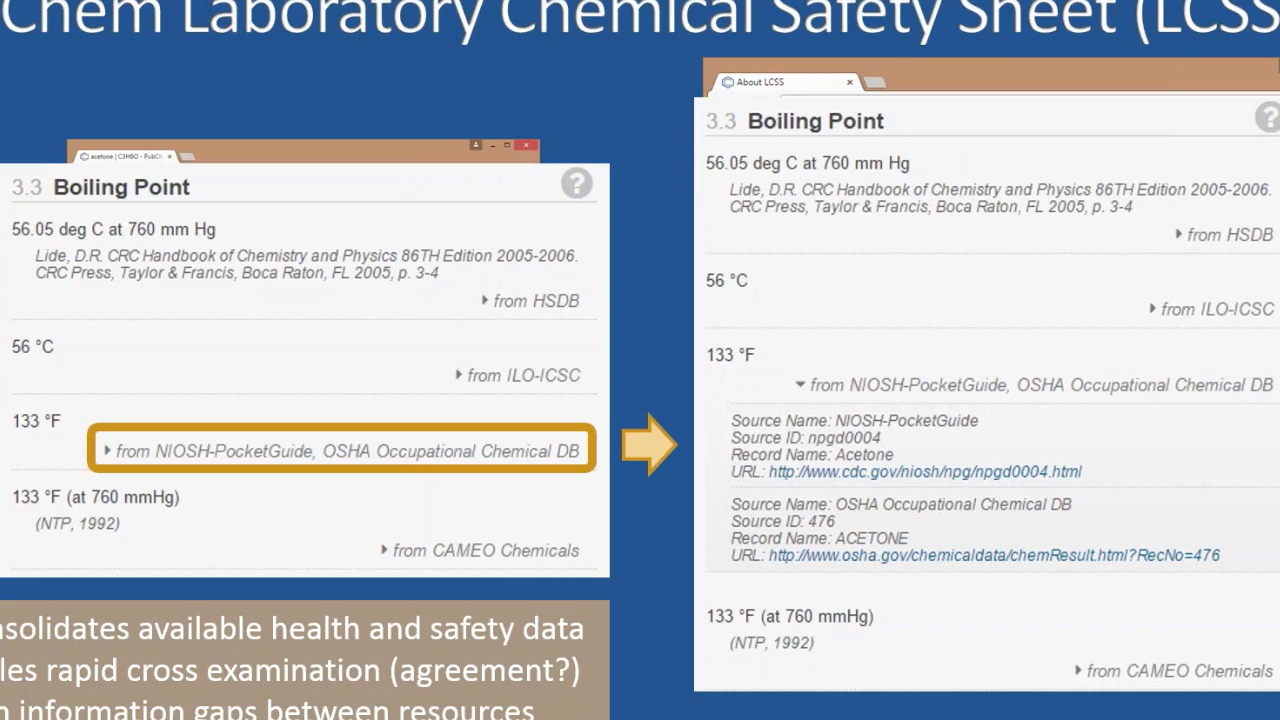 Chem Laboratory Chemical Safety Sheet (LCSS
acetone | C3H6O - PubCh
3.3 Boiling Point
56.05 deg C at 760 mm Hg
Lide, D.R. CRC Handbook of Chemistry and Physics 86TH Edition 2005-2006.
CRC Press, Taylor & Francis, Boca Raton, FL 2005, p. 3-4
from HSDB
56 °C
from ILO-ICSC
133 °F
from NIOSH-PocketGuide, OSHA Occupational Chemical DB
133 °F (at 760 mmHg)
(NTP, 1992)
from CAMEO Chemicals
nsolidates available health and safety data
les rapid cross examination (agreement?)
information gaps between resources
About LCSS
3.3 Boiling Point
56.05 deg C at 760 mm Hg
Lide, D.R. CRC Handbook of Chemistry and Physics 86TH Edition 2005-2006.
CRC Press, Taylor & Francis, Boca Raton, FL 2005, p. 3-4
from HSDB
56 °C
from ILO-ICSC
133 °F
from NIOSH-PocketGuide, OSHA Occupational Chemical DB
Source Name: NIOSH-PocketGuide
Source ID: npgd0004
Record Name: Acetone
URL: http://www.cdc.gov/niosh/npg/npgd0004.html
Source Name: OSHA Occupational Chemical DB
Source ID: 476
Record Name: ACETONE
URL: http://www.osha.gov/chemicaldata/chemResult.html?RecNo=476
133 °F (at 760 mmHg)
(NTP, 1992)
from CAMEO Chemicals